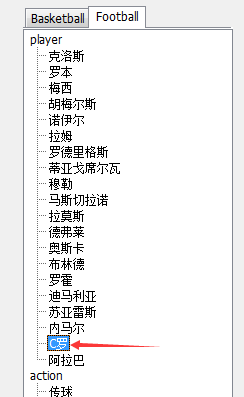 Basketball Football
player
克洛斯
罗本
梅西
胡梅尔斯
诺伊尔
拉姆
罗德里格斯
蒂亚戈席尔瓦
穆勒
马斯切拉诺
拉莫斯
德弗莱
奥斯卡
布林德
罗霍
迪马利亚
苏亚雷斯
内马尔
C罗
阿拉巴
action
传球